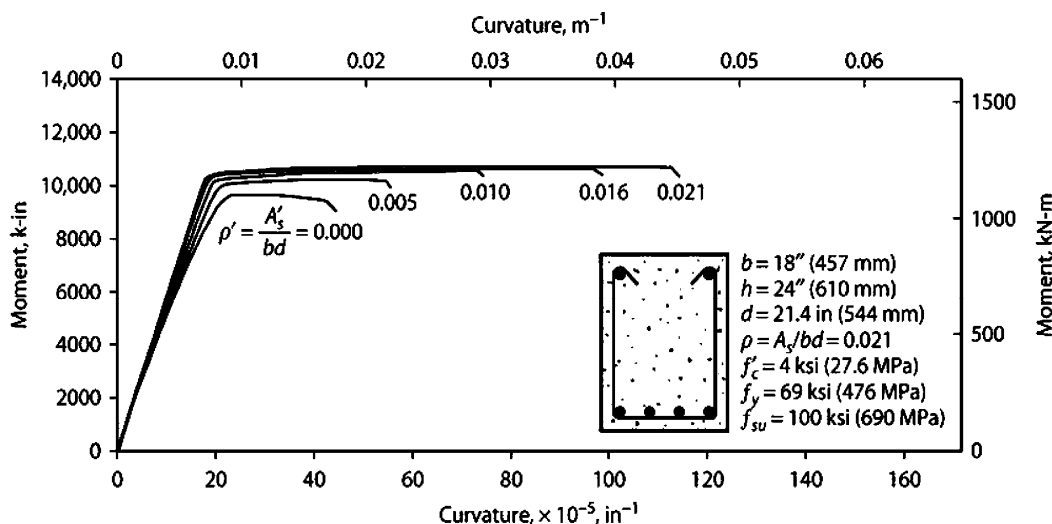 Curvature, m⁻¹
0 0.01 0.02 0.03 0.04 0.05 0.06
14,000
12,000
10,000
8000
6000
4000
2000
0
Moment, k-in
1500
1000
500
0
Moment, kN-m
0.005
0.010
0.016
0.021
ρ′ = A′s/bd = 0.000
b = 18″ (457 mm)
h = 24″ (610 mm)
d = 21.4 in (544 mm)
ρ = As/bd = 0.021
f′c = 4 ksi (27.6 MPa)
fy = 69 ksi (476 MPa)
fsu = 100 ksi (690 MPa)
0 20 40 60 80 100 120 140 160
Curvature, × 10⁻⁵, in⁻¹